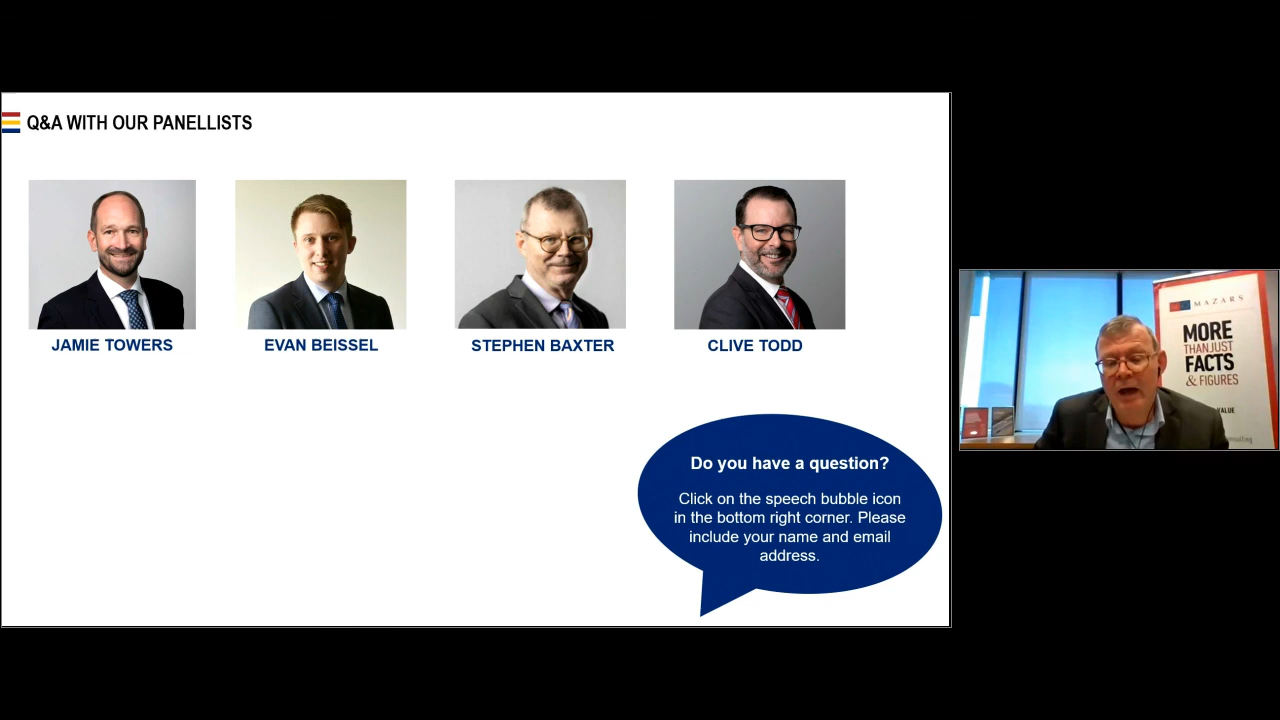 Q&A WITH OUR PANELLISTS
JAMIE TOWERS
EVAN BEISSEL
STEPHEN BAXTER
CLIVE TODD
Do you have a question?
Click on the speech bubble icon
in the bottom right corner. Please
include your name and email
address.
MAZARS
MORE
THAN JUST
FACTS
& FIGURES
VALUE